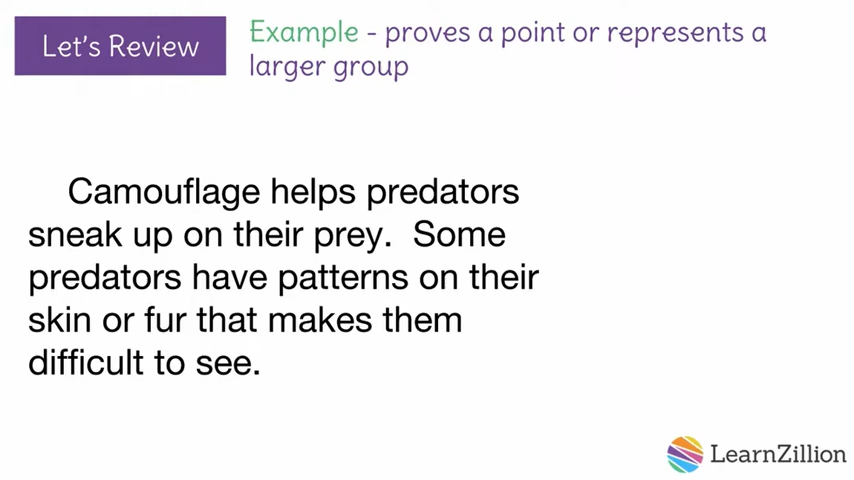 Let's Review
Example - proves a point or represents a
larger group
Camouflage helps predators
sneak up on their prey.  Some
predators have patterns on their
skin or fur that makes them
difficult to see.
LearnZillion